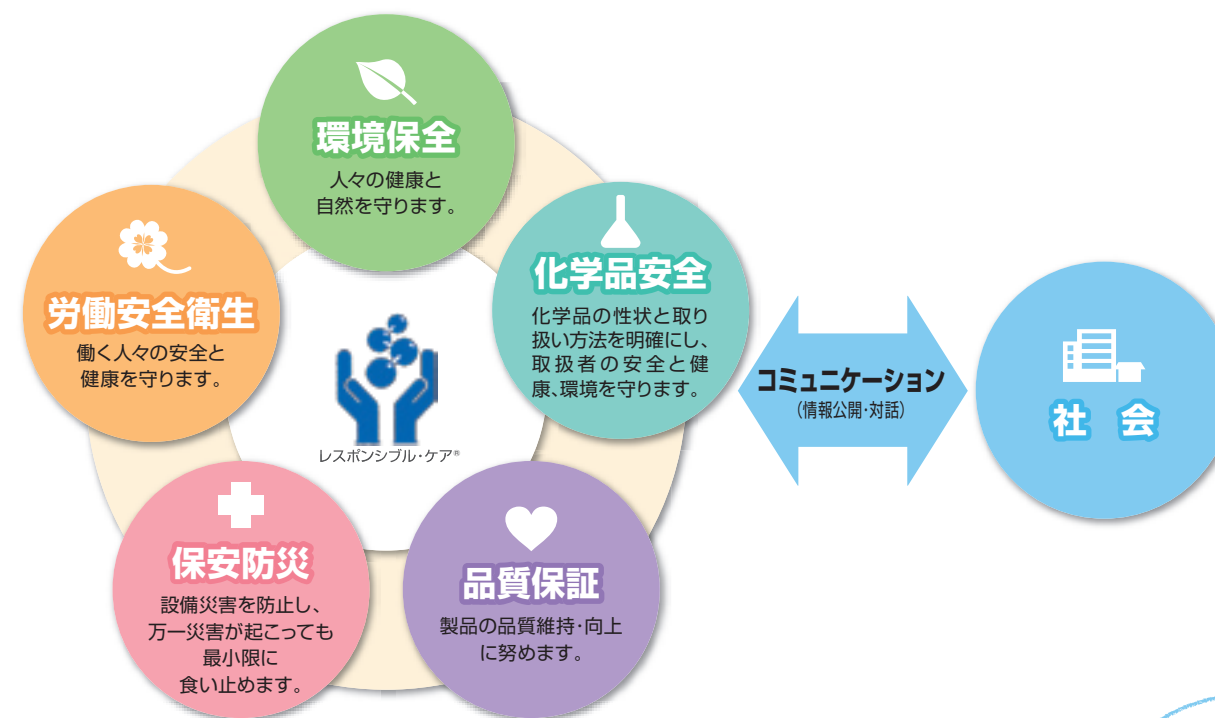 環境保全
人々の健康と
自然を守ります。
化学品安全
化学品の性状と取り
扱い方法を明確にし、
取扱者の安全と健
康、環境を守ります。
労働安全衛生
働く人々の安全と
健康を守ります。
レスポンシブル・ケア®
コミュニケーション
（情報公開・対話）
社 会
保安防災
設備災害を防止し、
万一災害が起こっても
最小限に
食い止めます。
品質保証
製品の品質維持・向上
に努めます。